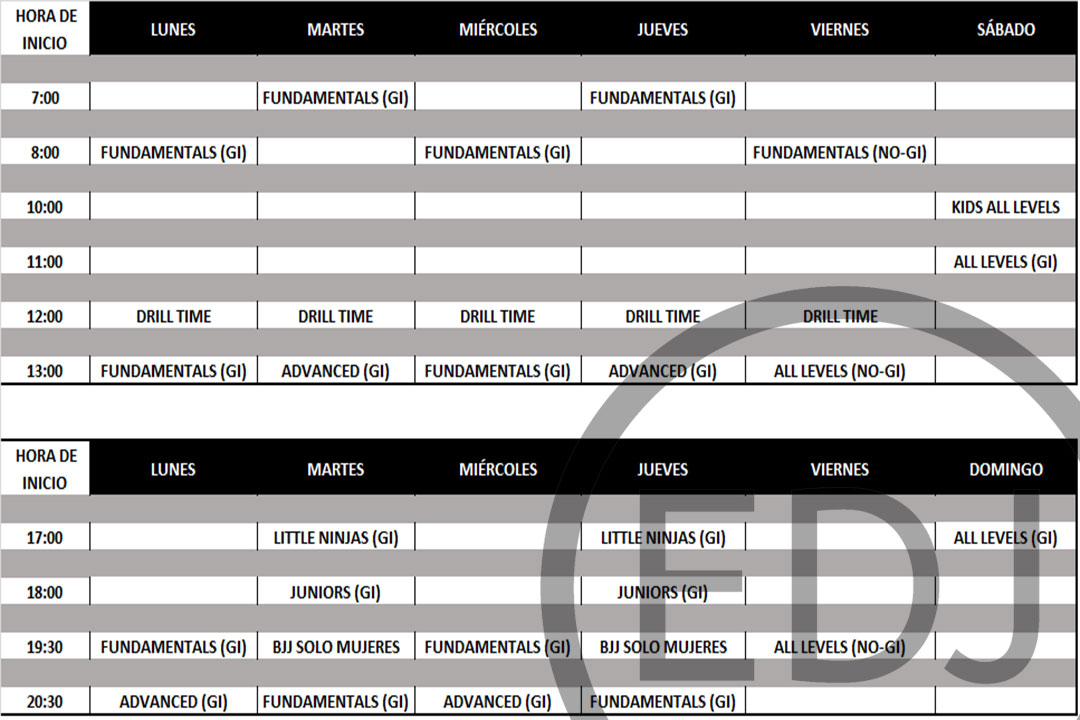 HORA DE INICIO LUNES MARTES MIÉRCOLES JUEVES VIERNES SÁBADO
7:00 FUNDAMENTALS (GI) FUNDAMENTALS (GI)
8:00 FUNDAMENTALS (GI) FUNDAMENTALS (GI) FUNDAMENTALS (NO-GI)
10:00 KIDS ALL LEVELS
11:00 ALL LEVELS (GI)
12:00 DRILL TIME DRILL TIME DRILL TIME DRILL TIME DRILL TIME
13:00 FUNDAMENTALS (GI) ADVANCED (GI) FUNDAMENTALS (GI) ADVANCED (GI) ALL LEVELS (NO-GI)
HORA DE INICIO LUNES MARTES MIÉRCOLES JUEVES VIERNES DOMINGO
17:00 LITTLE NINJAS (GI) LITTLE NINJAS (GI) ALL LEVELS (GI)
18:00 JUNIORS (GI) JUNIORS (GI)
19:30 FUNDAMENTALS (GI) BJJ SOLO MUJERES FUNDAMENTALS (GI) BJJ SOLO MUJERES ALL LEVELS (NO-GI)
20:30 ADVANCED (GI) FUNDAMENTALS (GI) ADVANCED (GI) FUNDAMENTALS (GI)
EDJ